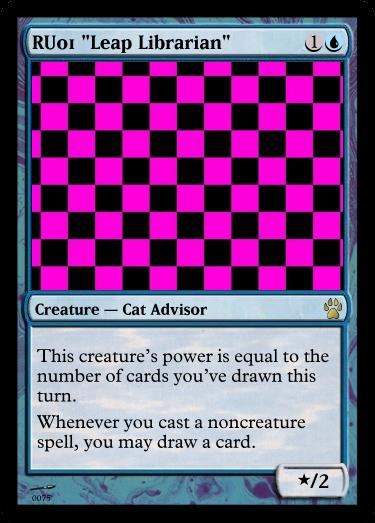 RU01 "Leap Librarian" 1
Creature — Cat Advisor
This creature's power is equal to the
number of cards you've drawn this
turn.
Whenever you cast a noncreature
spell, you may draw a card.
★/2
0075